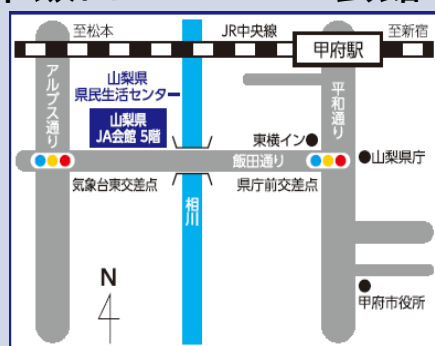 至松本
JR中央線
至新宿
甲府駅
アルプス通り
山梨県
県民生活センター
山梨県
JA会館 5階
平和通り
東横イン
山梨県庁
飯田通り
気象台東交差点
県庁前交差点
相川
N
甲府市役所